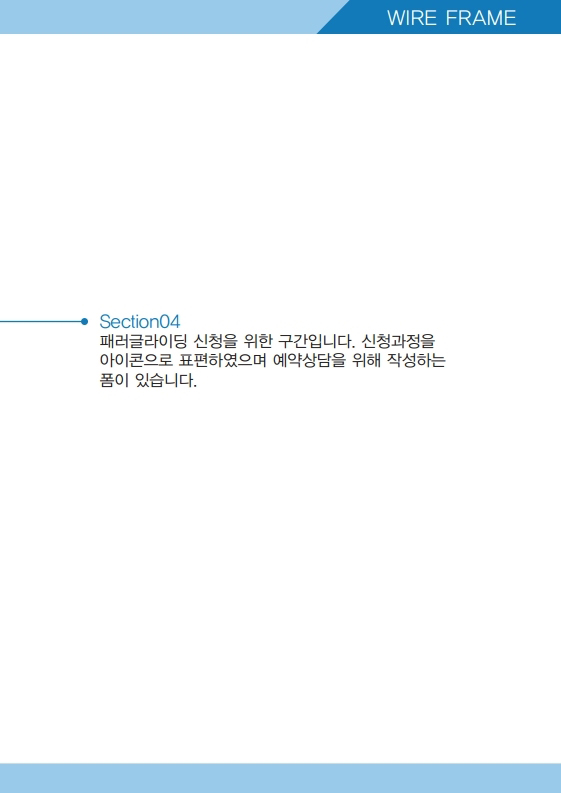 WIRE FRAME
Section04
패러글라이딩 신청을 위한 구간입니다. 신청과정을
아이콘으로 표편하였으며 예약상담을 위해 작성하는
폼이 있습니다.